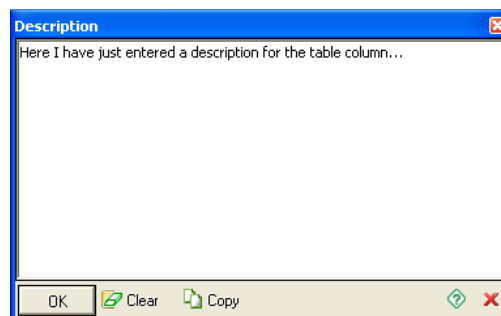 Description
Here I have just entered a description for the table column...
OK Clear Copy